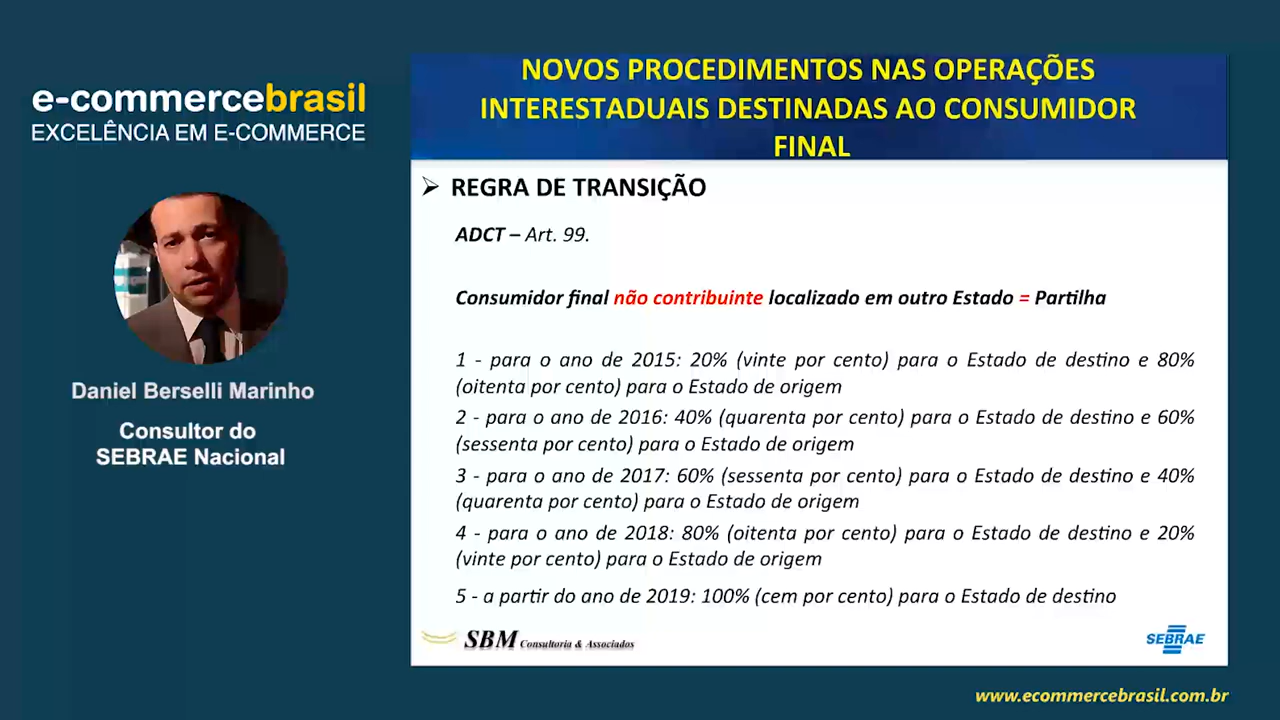 e-commercebrasil
EXCELÊNCIA EM E-COMMERCE
Daniel Berselli Marinho
Consultor do
SEBRAE Nacional
NOVOS PROCEDIMENTOS NAS OPERAÇÕES
INTERESTADUAIS DESTINADAS AO CONSUMIDOR
FINAL
➢ REGRA DE TRANSIÇÃO
ADCT – Art. 99.
Consumidor final não contribuinte localizado em outro Estado = Partilha
1 - para o ano de 2015: 20% (vinte por cento) para o Estado de destino e 80%
(oitenta por cento) para o Estado de origem
2 - para o ano de 2016: 40% (quarenta por cento) para o Estado de destino e 60%
(sessenta por cento) para o Estado de origem
3 - para o ano de 2017: 60% (sessenta por cento) para o Estado de destino e 40%
(quarenta por cento) para o Estado de origem
4 - para o ano de 2018: 80% (oitenta por cento) para o Estado de destino e 20%
(vinte por cento) para o Estado de origem
5 - a partir do ano de 2019: 100% (cem por cento) para o Estado de destino
SBM Consultoria & Associados
SEBRAE
www.ecommercebrasil.com.br